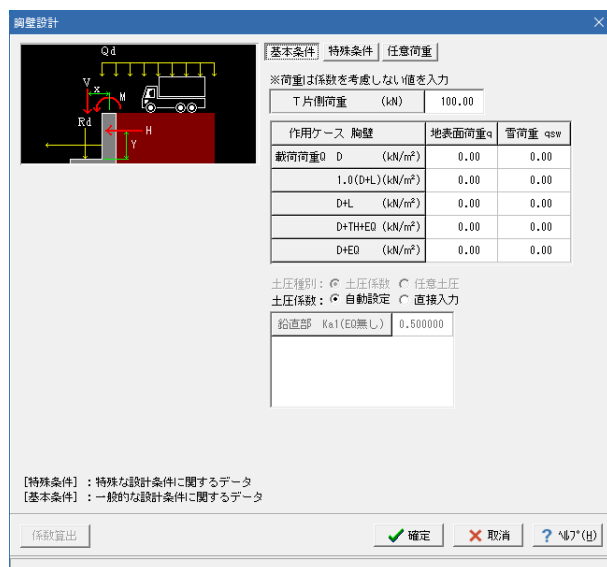 胸壁設計
Qd
V
x
M
Rd
H
Y
基本条件 特殊条件 任意荷重
※荷重は係数を考慮しない値を入力
T片側荷重 (kN) 100.00
作用ケース 胸壁 地表面荷重q 雪荷重 qsw
載荷荷重Q D (kN/m²) 0.00 0.00
1.0(D+L)(kN/m²) 0.00 0.00
D+L (kN/m²) 0.00 0.00
D+TH+EQ (kN/m²) 0.00 0.00
D+EQ (kN/m²) 0.00 0.00
土圧種別: 土圧係数 任意土圧
土圧係数: 自動設定 直接入力
鉛直部 Ka1(EQ無し) 0.500000
[特殊条件] :特殊な設計条件に関するデータ
[基本条件] :一般的な設計条件に関するデータ
係数算出 確定 取消 ? ﾍﾙﾌﾟ(H)